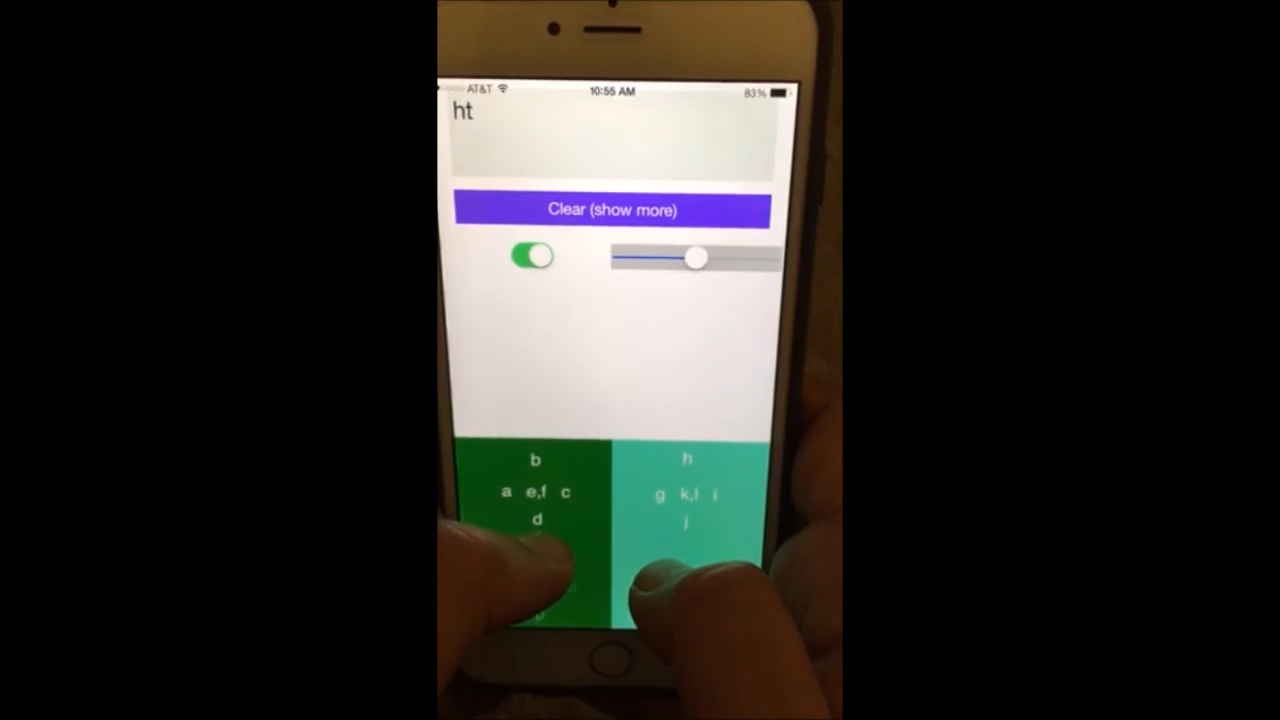 AT&T 10:55 AM 83%
ht
Clear (show more)
b h
a e,f c g k,l i
d j
p